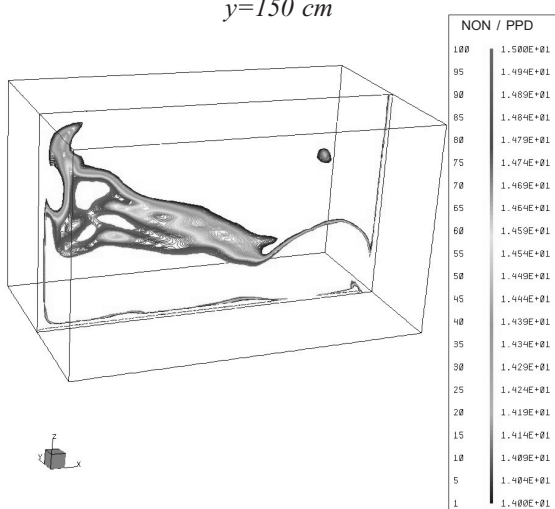 y=150 cm
NON / PPD
100 1.500E+01
95 1.494E+01
90 1.489E+01
85 1.484E+01
80 1.479E+01
75 1.474E+01
70 1.469E+01
65 1.464E+01
60 1.459E+01
55 1.454E+01
50 1.449E+01
45 1.444E+01
40 1.439E+01
35 1.434E+01
30 1.429E+01
25 1.424E+01
20 1.419E+01
15 1.414E+01
10 1.409E+01
5 1.404E+01
1 1.400E+01
Z
Y
X